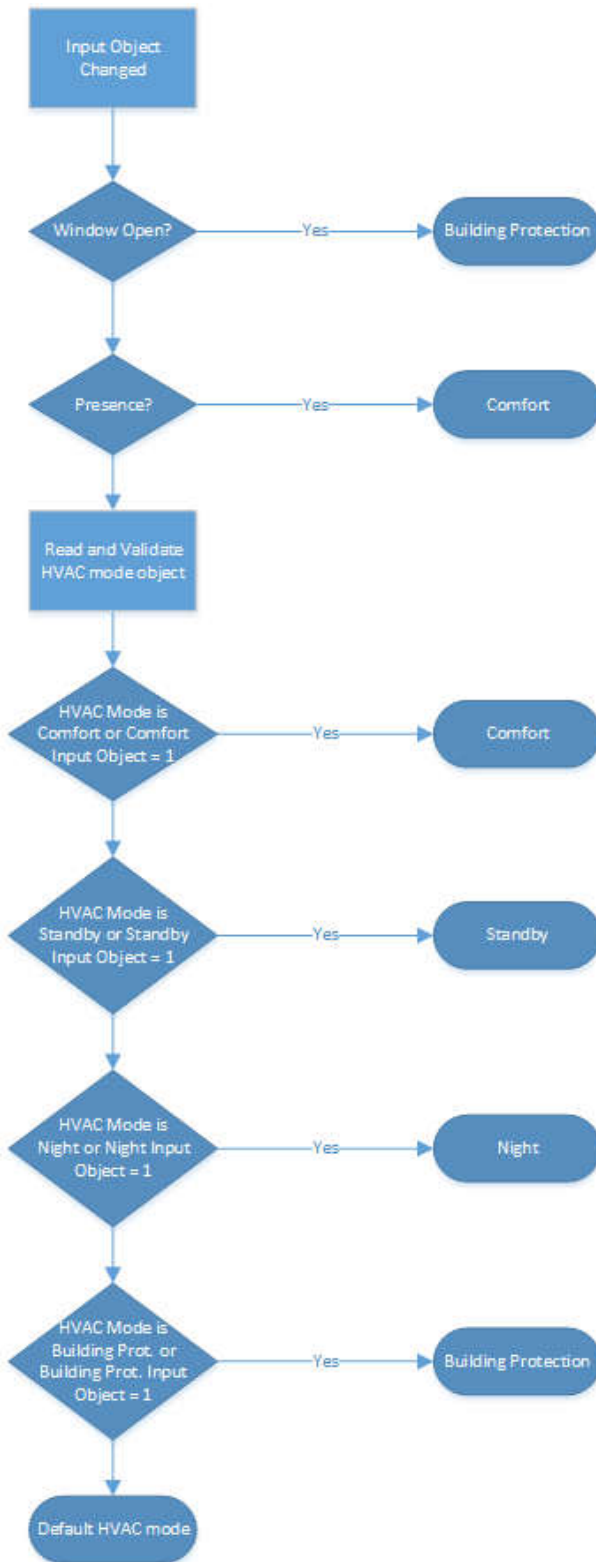 Input Object
Changed
Window Open?
Yes
Building Protection
Presence?
Yes
Comfort
Read and Validate
HVAC mode object
HVAC Mode is
Comfort or Comfort
Input Object = 1
Yes
Comfort
HVAC Mode is
Standby or Standby
Input Object = 1
Yes
Standby
HVAC Mode is
Night or Night Input
Object = 1
Yes
Night
HVAC Mode is
Building Prot. or
Building Prot. Input
Object = 1
Yes
Building Protection
Default HVAC mode